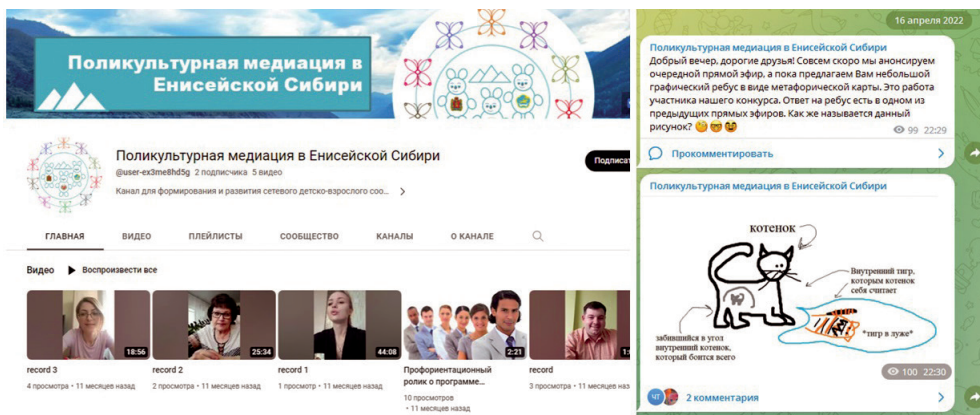 Поликультурная медиация в
Енисейской Сибири
Поликультурная медиация в Енисейской Сибири
@user-ex3me8hd5g 2 подписчика 5 видео
Канал для формирования и развития сетевого детско-взрослого соо...
Подписат
ГЛАВНАЯ ВИДЕО ПЛЕЙЛИСТЫ СООБЩЕСТВО КАНАЛЫ О КАНАЛЕ
Видео Воспроизвести все
18:56
25:34
44:08
2:21
record 3
4 просмотра • 11 месяцев назад
record 2
2 просмотра • 11 месяцев назад
record 1
1 просмотр • 11 месяцев назад
Профориентационный
ролик о программе...
10 просмотров
• 11 месяцев назад
record
3 просмотра • 11 месяцев наз
16 апреля 2022
Поликультурная медиация в Енисейской Сибири
Добрый вечер, дорогие друзья! Совсем скоро мы анонсируем
очередной прямой эфир, а пока предлагаем Вам небольшой
графический ребус в виде метафорической карты. Это работа
участника нашего конкурса. Ответ на ребус есть в одном из
предыдущих прямых эфиров. Как же называется данный
рисунок?
99 22:29
Прокомментировать
Поликультурная медиация в Енисейской Сибири
котенок
Внутренний тигр,
которым котенок
себя считает
*тигр в луже*
забившийся в угол
внутренний котенок,
который боится всего
100 22:30
ЧТ
2 комментария